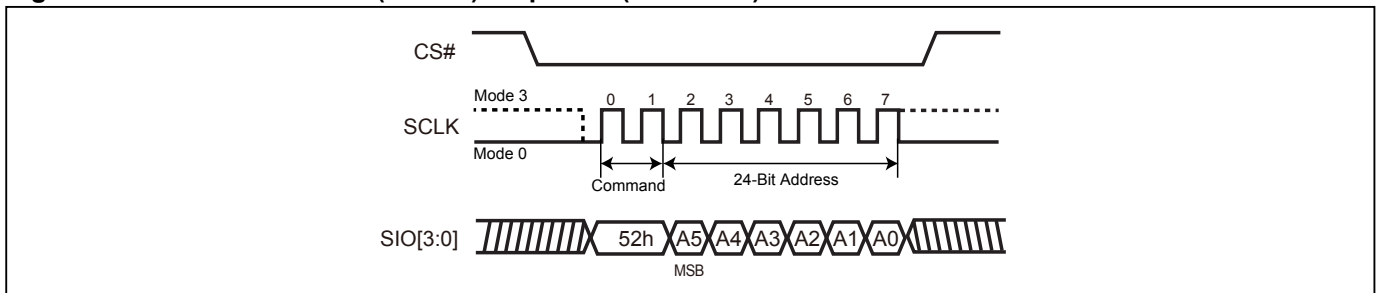 CS#
Mode 3
0 1 2 3 4 5 6 7
SCLK
Mode 0
Command
24-Bit Address
SIO[3:0]
52h A5 A4 A3 A2 A1 A0
MSB